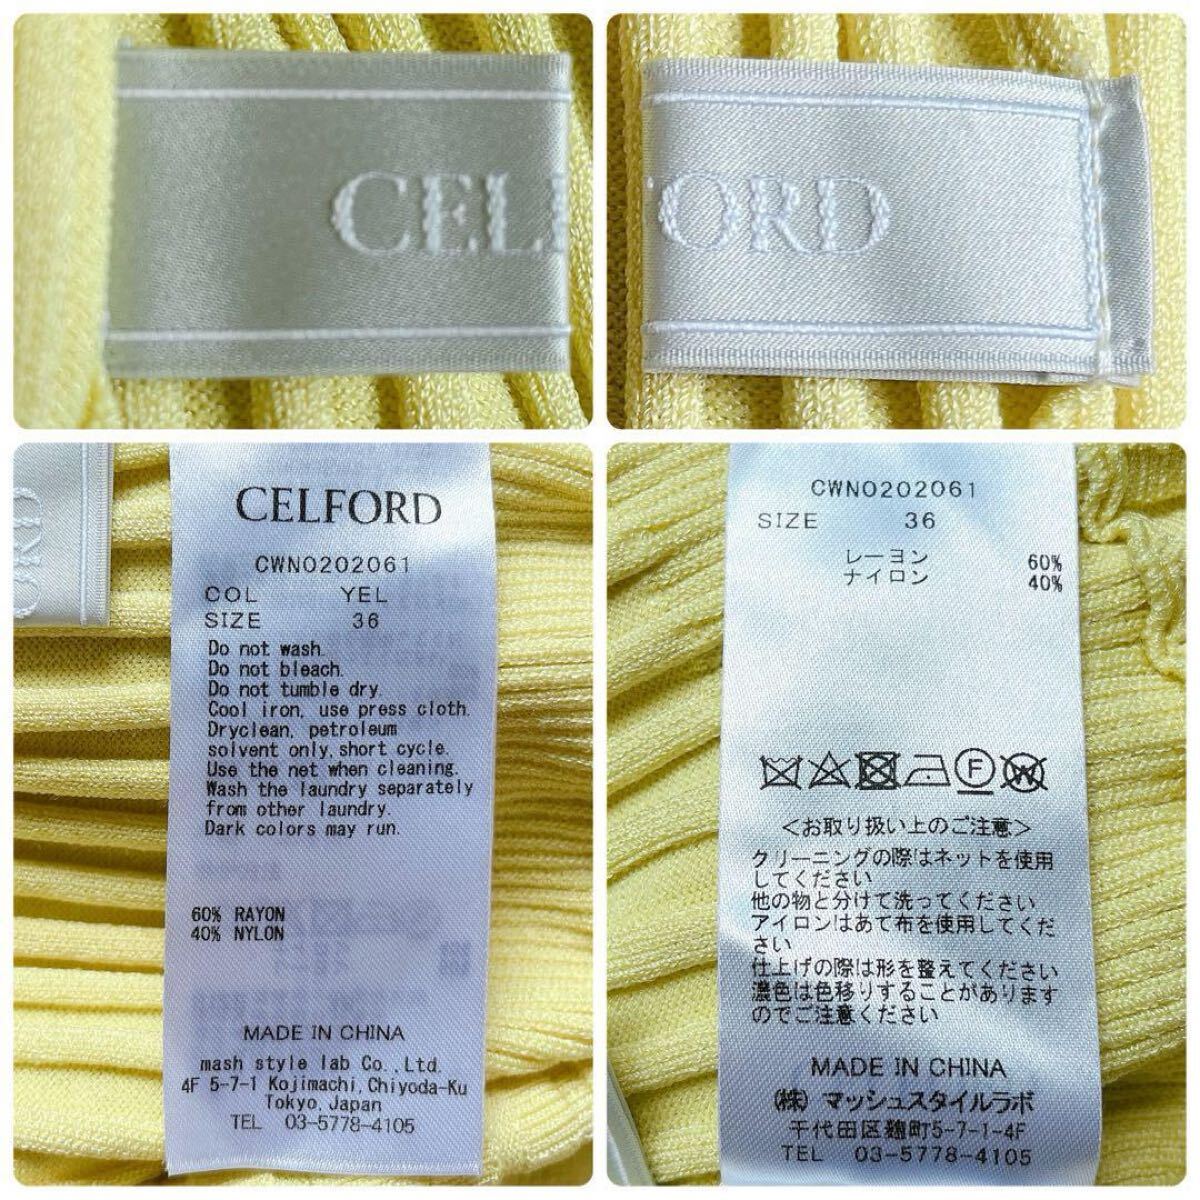 CEL
ORD
CELFORD
CWNO202061
COL YEL
SIZE 36
Do not wash.
Do not bleach.
Do not tumble dry.
Cool iron, use press cloth.
Dryclean, petroleum
solvent only,short cycle.
Use the net when cleaning.
Wash the laundry separately
from other laundry.
Dark colors may run.
60% RAYON
40% NYLON
MADE IN CHINA
mash style lab Co.,Ltd.
4F 5-7-1 Kojimachi,Chiyoda-Ku
Tokyo,Japan
TEL 03-5778-4105
ORD
CWNO202061
SIZE 36
レーヨン 60%
ナイロン 40%
F W
<お取り扱い上のご注意>
クリーニングの際はネットを使用
してください
他の物と分けて洗ってください
アイロンはあて布を使用してくだ
さい
仕上げの際は形を整えてください
濃色は色移りすることがあります
のでご注意ください
MADE IN CHINA
(株) マッシュスタイルラボ
千代田区麹町5-7-1-4F
TEL 03-5778-4105